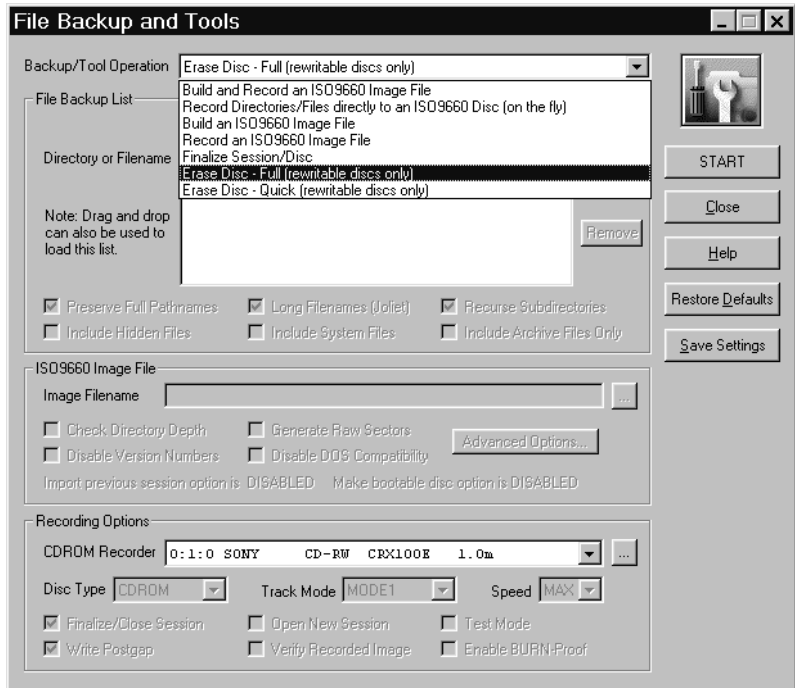 File Backup and Tools
Backup/Tool Operation Erase Disc - Full (rewritable discs only)
Build and Record an ISO9660 Image File
Record Directories/Files directly to an ISO9660 Disc (on the fly)
Build an ISO9660 Image File
Record an ISO9660 Image File
Finalize Session/Disc
Erase Disc - Full (rewritable discs only)
Erase Disc - Quick (rewritable discs only)
File Backup List
Directory or Filename
Note: Drag and drop
can also be used to
load this list.
Remove
Preserve Full Pathnames Long Filenames (Joliet) Recurse Subdirectories
Include Hidden Files Include System Files Include Archive Files Only
START
Close
Help
Restore Defaults
Save Settings
ISO9660 Image File
Image Filename ...
Check Directory Depth Generate Raw Sectors
Disable Version Numbers Disable DOS Compatibility
Advanced Options...
Import previous session option is DISABLED Make bootable disc option is DISABLED
Recording Options
CDROM Recorder 0:1:0 SONY CD-RW CRX100E 1.0m ...
Disc Type CDROM Track Mode MODE1 Speed MAX
Finalize/Close Session Open New Session Test Mode
Write Postgap Verify Recorded Image Enable BURN-Proof